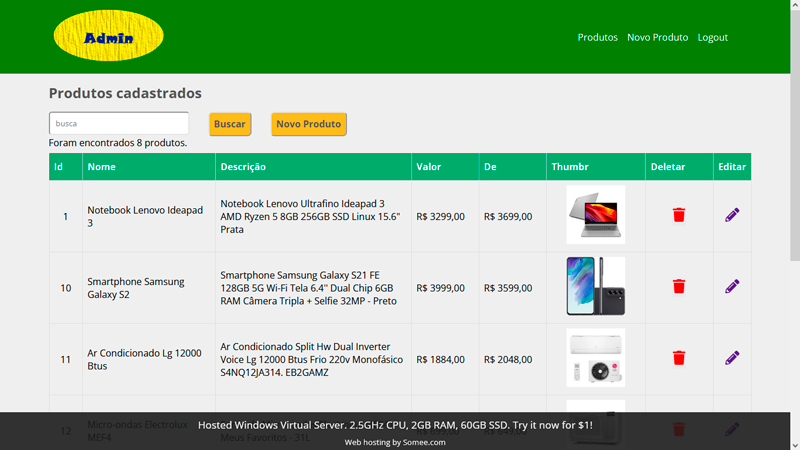 Admin
Produtos Novo Produto Logout
Produtos cadastrados
busca Buscar Novo Produto
Foram encontrados 8 produtos.
Id Nome Descrição Valor De Thumbr Deletar Editar
Notebook Lenovo Ultrafino Ideapad 3
1 Notebook Lenovo Ideapad 3 AMD Ryzen 5 8GB 256GB SSD Linux 15.6" R$ 3299,00 R$ 3699,00
Prata
Smartphone Samsung Galaxy S21 FE
10 Smartphone Samsung Galaxy S2 128GB 5G Wi-Fi Tela 6.4'' Dual Chip 6GB R$ 3999,00 R$ 3599,00
RAM Câmera Tripla + Selfie 32MP - Preto
Ar Condicionado Split Hw Dual Inverter
11 Ar Condicionado Lg 12000 Btus Voice Lg 12000 Btus Frio 220v Monofásico R$ 1884,00 R$ 2048,00
S4NQ12JA314. EB2GAMZ
12 Micro-ondas Electrolux MEF4
Meus Favoritos - 31L
Hosted Windows Virtual Server. 2.5GHz CPU, 2GB RAM, 60GB SSD. Try it now for $1!
Web hosting by Somee.com